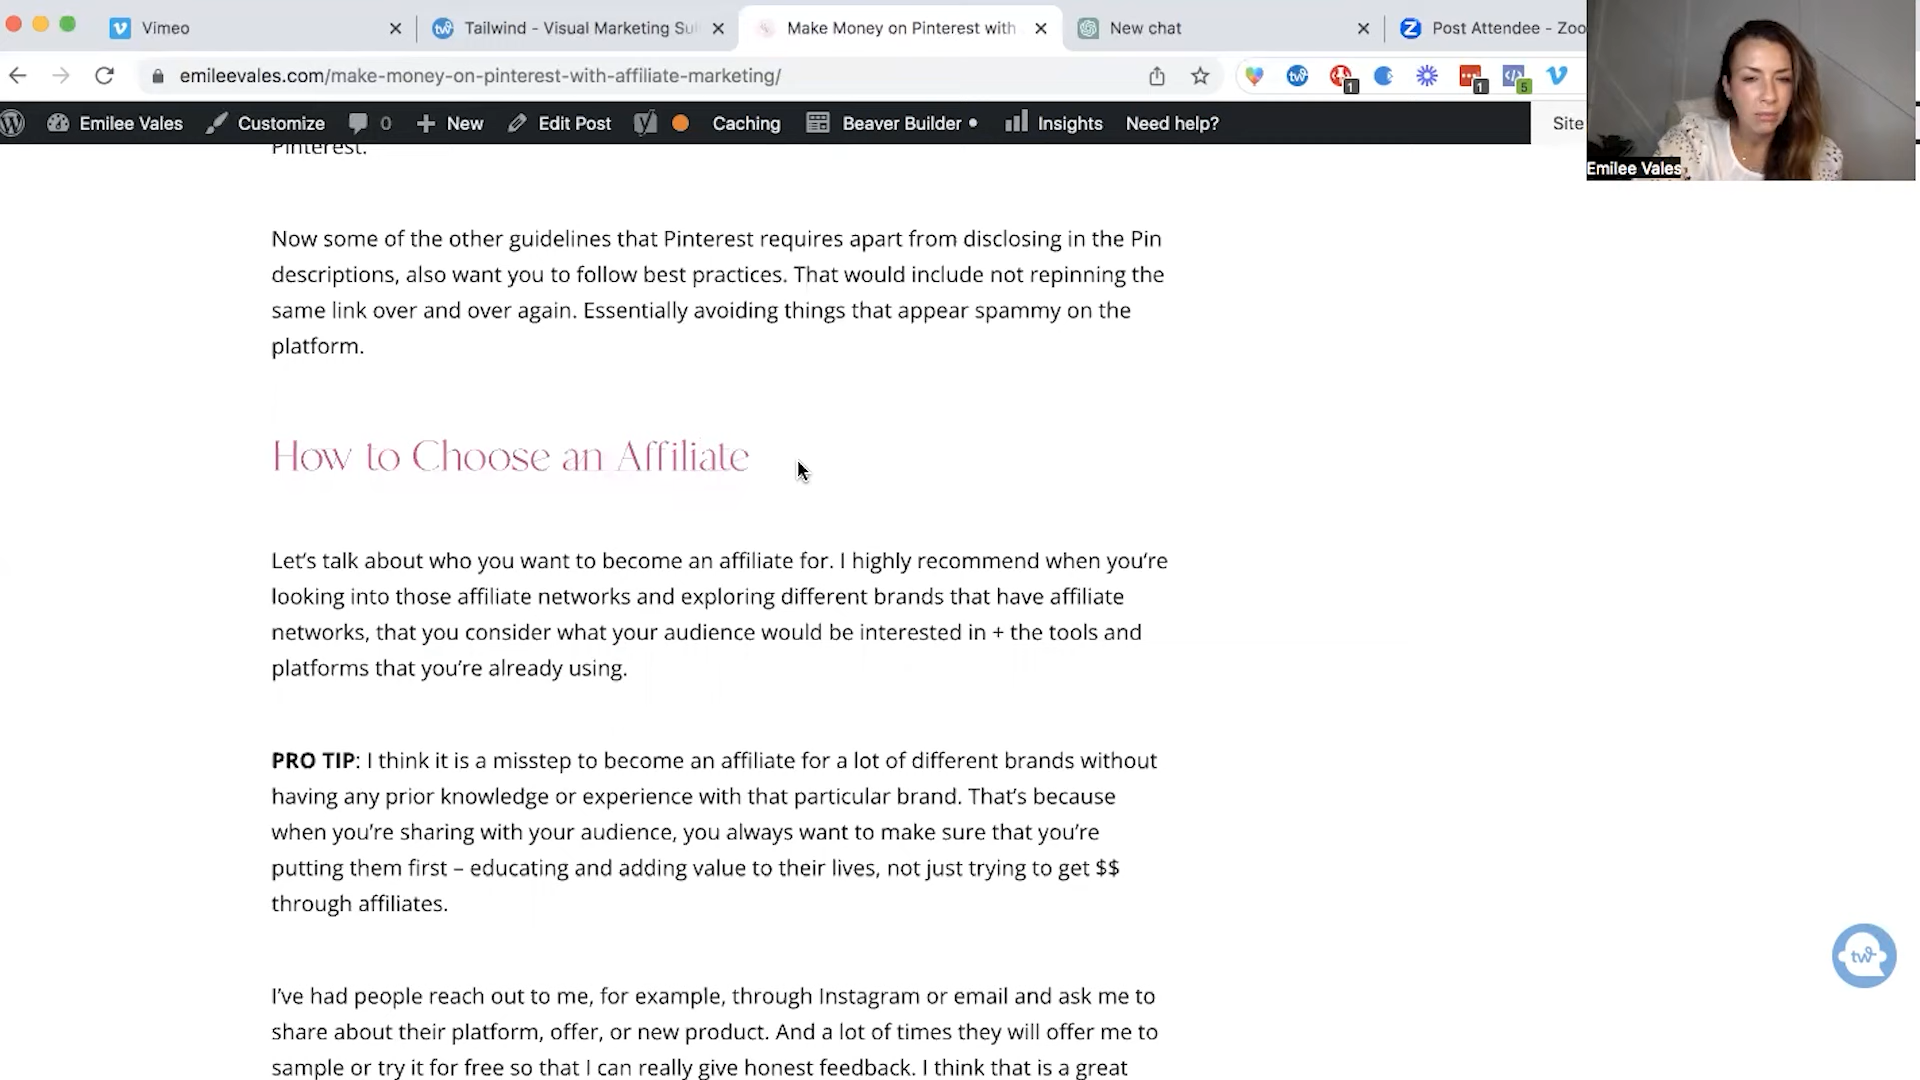 Vimeo
Tailwind - Visual Marketing Su
Make Money on Pinterest with
New chat
Post Attendee - Zoo
emileevales.com/make-money-on-pinterest-with-affiliate-marketing/
1
1
5
Emilee Vales
Customize
0
New
Edit Post
Caching
Beaver Builder
Insights
Need help?
Site
Emilee Vales
Pinterest.
Now some of the other guidelines that Pinterest requires apart from disclosing in the Pin
descriptions, also want you to follow best practices. That would include not repinning the
same link over and over again. Essentially avoiding things that appear spammy on the
platform.
How to Choose an Affiliate
Let's talk about who you want to become an affiliate for. I highly recommend when you're
looking into those affiliate networks and exploring different brands that have affiliate
networks, that you consider what your audience would be interested in + the tools and
platforms that you're already using.
PRO TIP: I think it is a misstep to become an affiliate for a lot of different brands without
having any prior knowledge or experience with that particular brand. That's because
when you're sharing with your audience, you always want to make sure that you're
putting them first – educating and adding value to their lives, not just trying to get $$
through affiliates.
I've had people reach out to me, for example, through Instagram or email and ask me to
share about their platform, offer, or new product. And a lot of times they will offer me to
sample or try it for free so that I can really give honest feedback. I think that is a great
tw